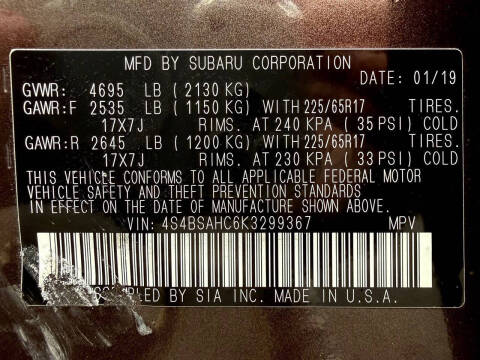 MFD BY SUBARU CORPORATION
DATE: 01/19
GVWR: 4695 LB (2130 KG)
GAWR:F 2535 LB (1150 KG) WITH 225/65R17 TIRES.
17X7J RIMS. AT 240 KPA (35 PSI) COLD
GAWR:R 2645 LB (1200 KG) WITH 225/65R17 TIRES.
17X7J RIMS. AT 230 KPA (33 PSI) COLD
THIS VEHICLE CONFORMS TO ALL APPLICABLE FEDERAL MOTOR
VEHICLE SAFETY AND THEFT PREVENTION STANDARDS
IN EFFECT ON THE DATE OF MANUFACTURE SHOWN ABOVE.
VIN: 4S4BSAHC6K3299367 MPV
BY SIA INC. MADE IN U.S.A.